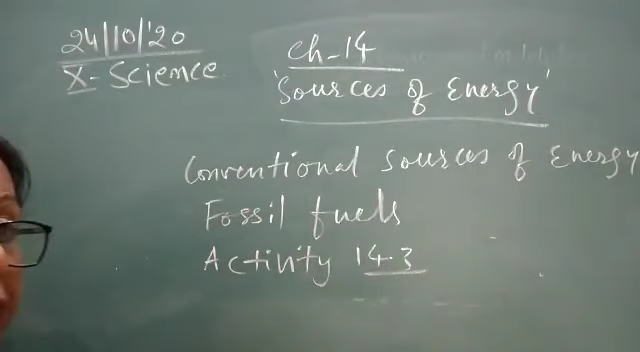 24/10/'20
X-Science
Ch-14
'Sources of Energy'
Conventional Sources of Energy
Fossil fuels
Activity 14.3